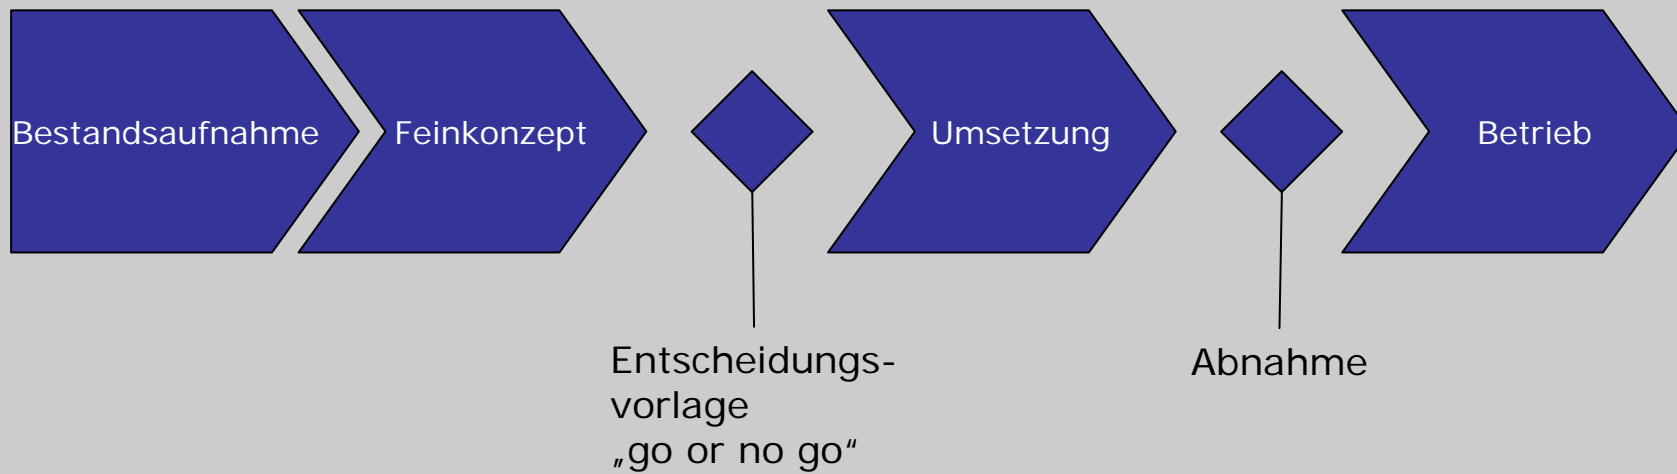 Bestandsaufnahme
Feinkonzept
Umsetzung
Betrieb
Entscheidungs-
vorlage
„go or no go“
Abnahme